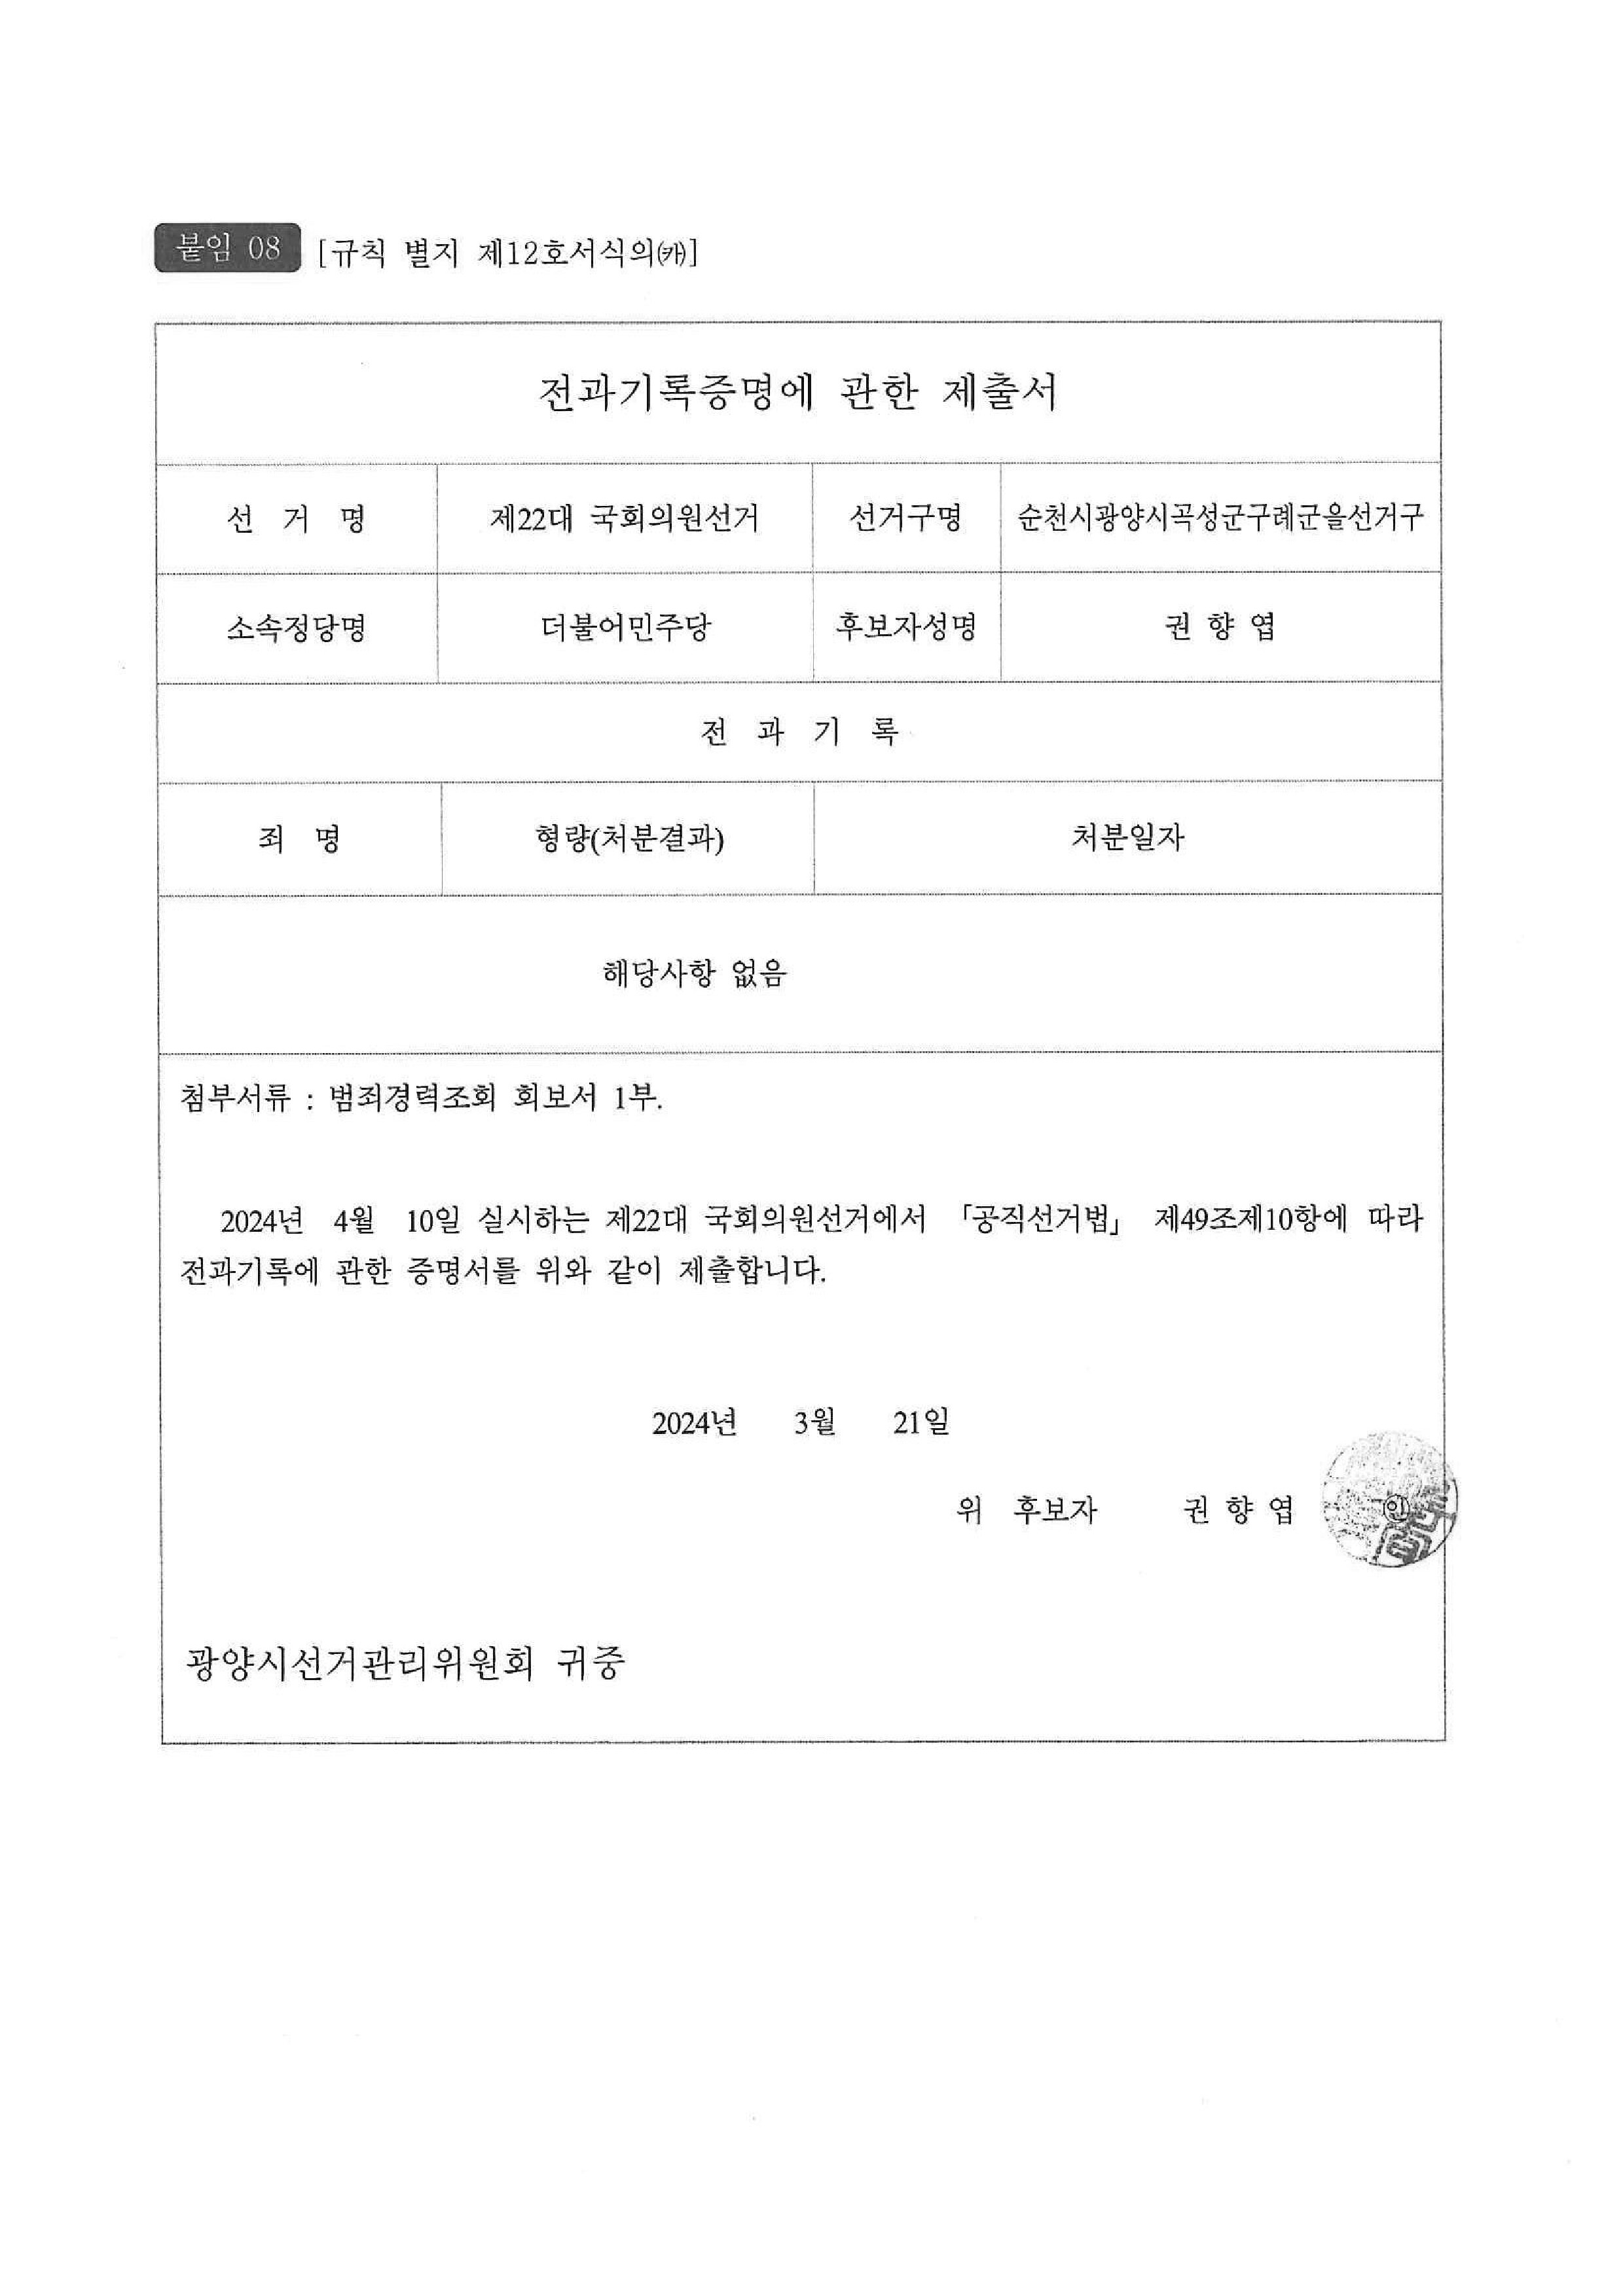 붙임 08 [규칙 별지 제12호서식의㈸]
전과기록증명에 관한 제출서
선 거 명 제22대 국회의원선거 선거구명 순천시광양시곡성군구례군을선거구
소속정당명 더불어민주당 후보자성명 권 향 엽
전 과 기 록
죄 명 형량(처분결과) 처분일자
해당사항 없음
첨부서류 : 범죄경력조회 회보서 1부.
2024년 4월 10일 실시하는 제22대 국회의원선거에서 「공직선거법」 제49조제10항에 따라
전과기록에 관한 증명서를 위와 같이 제출합니다.
2024년 3월 21일
위 후보자 권 향 엽 ㊞
광양시선거관리위원회 귀중